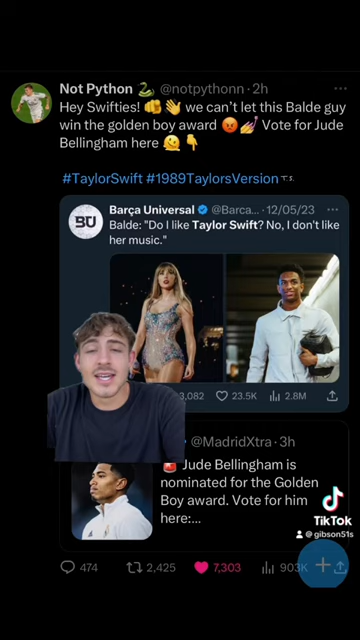 Not Python 🐍 @notpythonn · 2h
Hey Swifties! 🫵👋 we can't let this Balde guy
win the golden boy award 😡💅 Vote for Jude
Bellingham here 🫠👇
#TaylorSwift #1989TaylorsVersion
BU
Barça Universal @Barca... · 12/05/23
Balde: "Do I like Taylor Swift? No, I don't like
her music."
3,082 23.5K 2.8M
@MadridXtra · 3h
🚨 Jude Bellingham is
nominated for the Golden
Boy award. Vote for him
here:...
TikTok
@gibson51s
474 2,425 7,303 903K